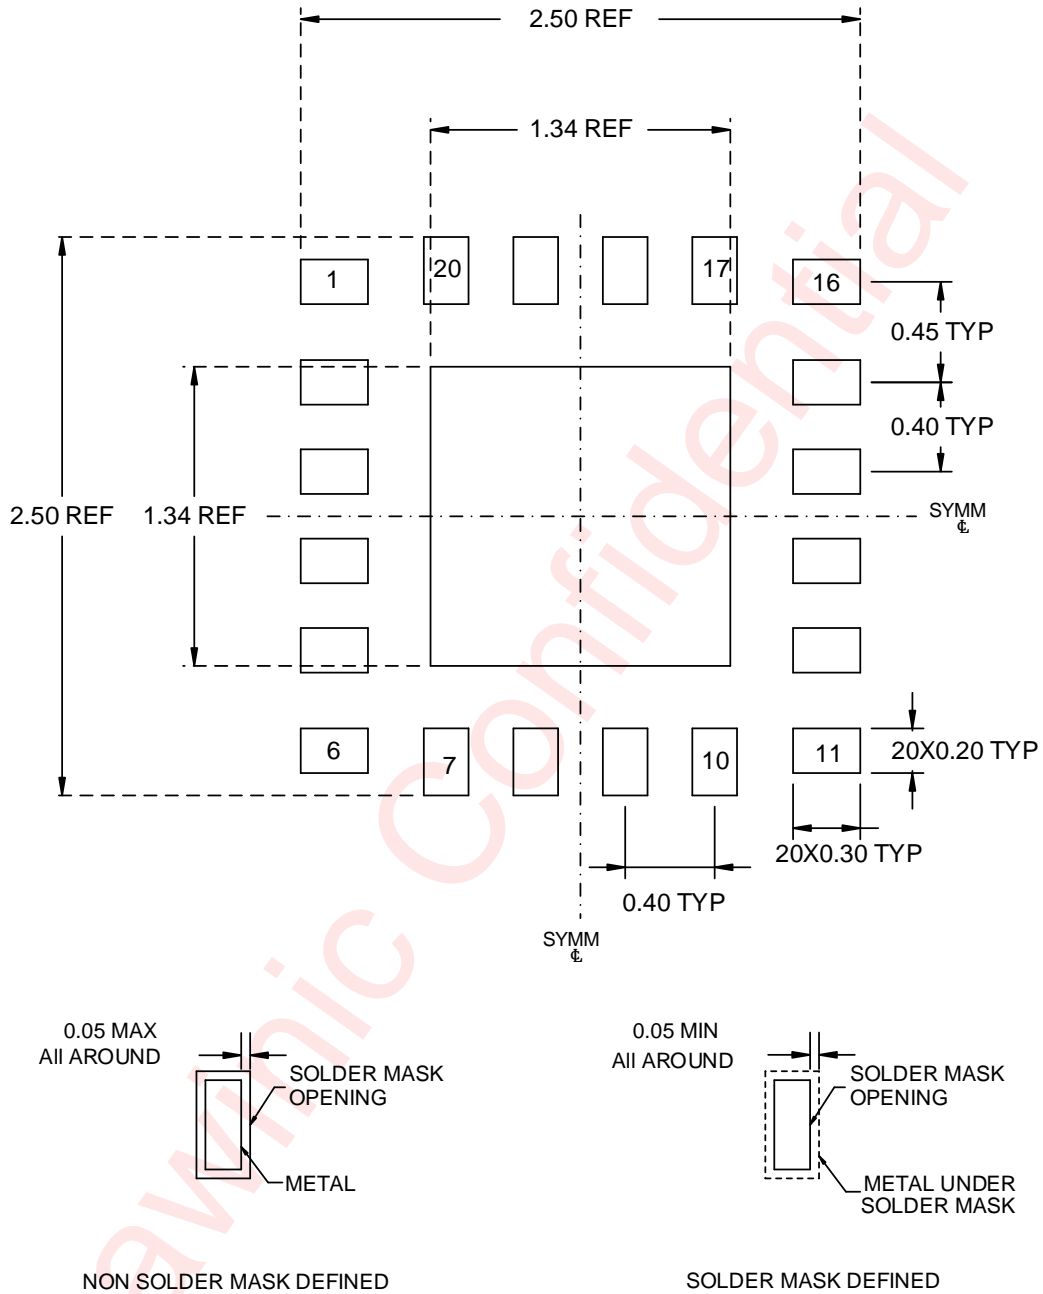 2.50 REF
1.34 REF
1
20
17
16
0.45 TYP
0.40 TYP
2.50 REF
1.34 REF
SYMM
℄
6
7
10
11
20X0.20 TYP
20X0.30 TYP
0.40 TYP
SYMM
℄
0.05 MAX
All AROUND
SOLDER MASK
OPENING
METAL
NON SOLDER MASK DEFINED
0.05 MIN
All AROUND
SOLDER MASK
OPENING
METAL UNDER
SOLDER MASK
SOLDER MASK DEFINED
awinic Confidential